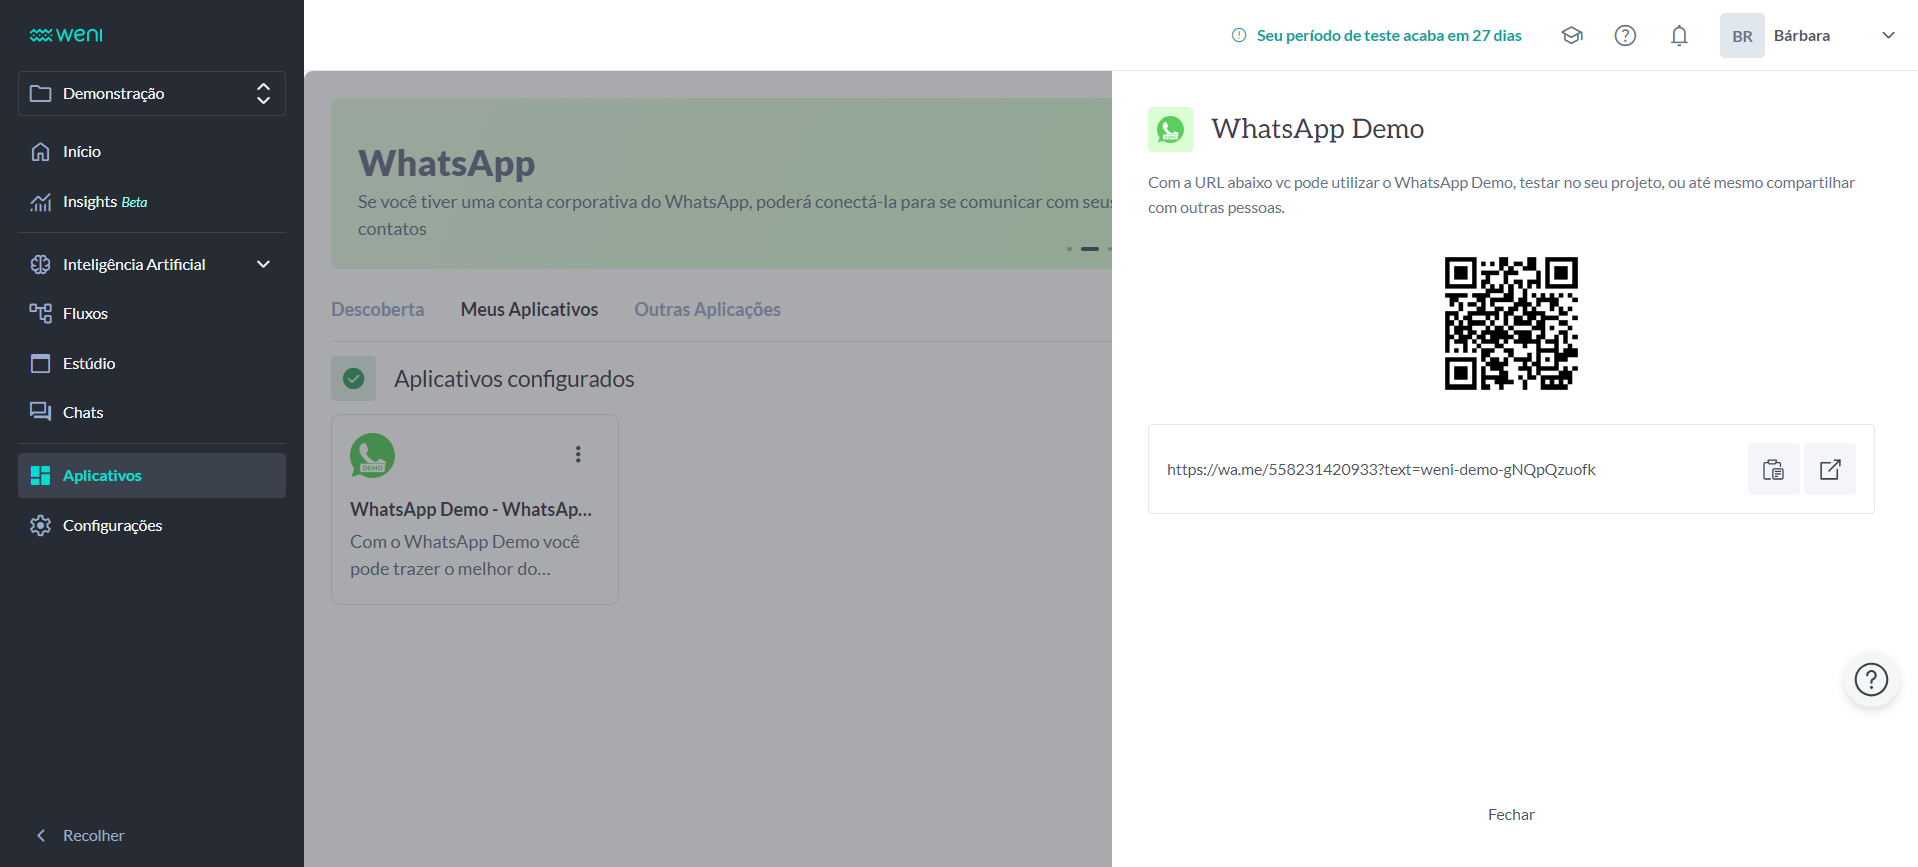 weni
Seu período de teste acaba em 27 dias
BR
Bárbara
Demonstração
Início
Insights Beta
Inteligência Artificial
Fluxos
Estúdio
Chats
Aplicativos
Configurações
Recolher
WhatsApp
Se você tiver uma conta corporativa do WhatsApp, poderá conectá-la para se comunicar com seus
contatos
Descoberta
Meus Aplicativos
Outras Aplicações
Aplicativos configurados
DEMO
WhatsApp Demo - WhatsAp...
Com o WhatsApp Demo você
pode trazer o melhor do...
WhatsApp Demo
Com a URL abaixo vc pode utilizar o WhatsApp Demo, testar no seu projeto, ou até mesmo compartilhar
com outras pessoas.
https://wa.me/558231420933?text=weni-demo-gNQpQzuofk
Fechar